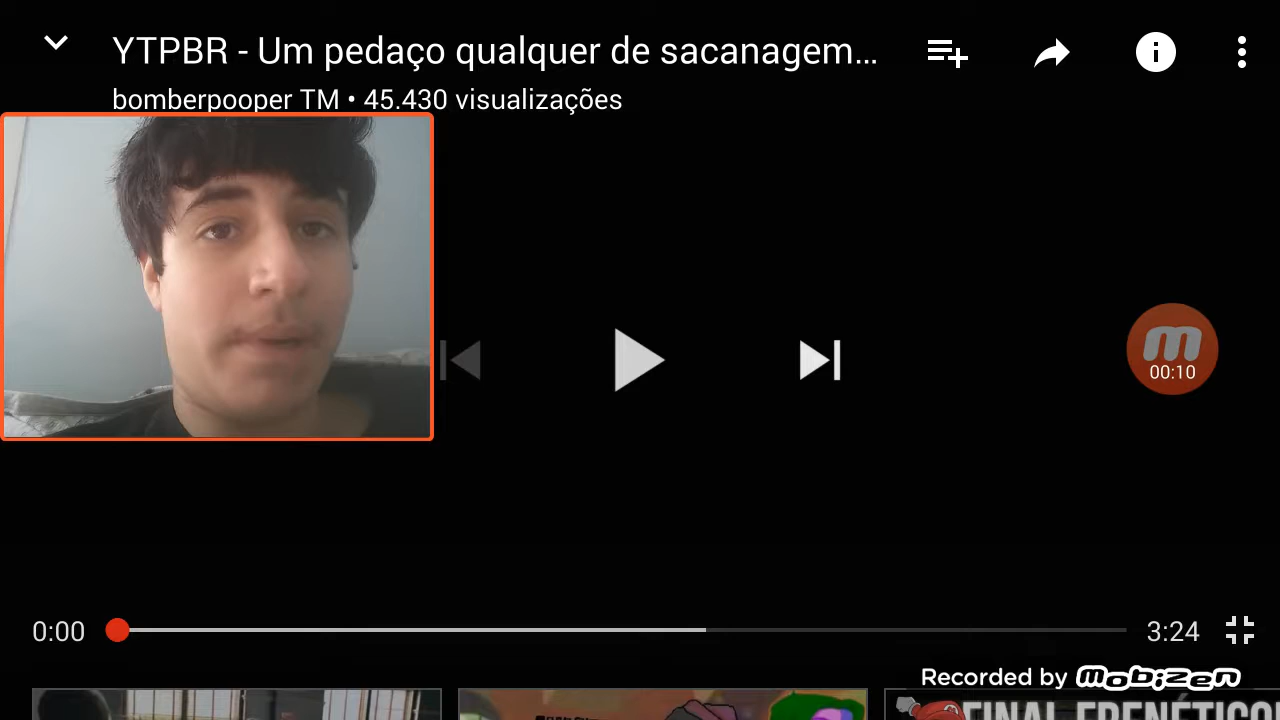 YTPBR - Um pedaço qualquer de sacanagem...
bomberpooper TM • 45.430 visualizações
m
00:10
0:00
3:24
Recorded by mobizen
FINAL FRENÉTICO